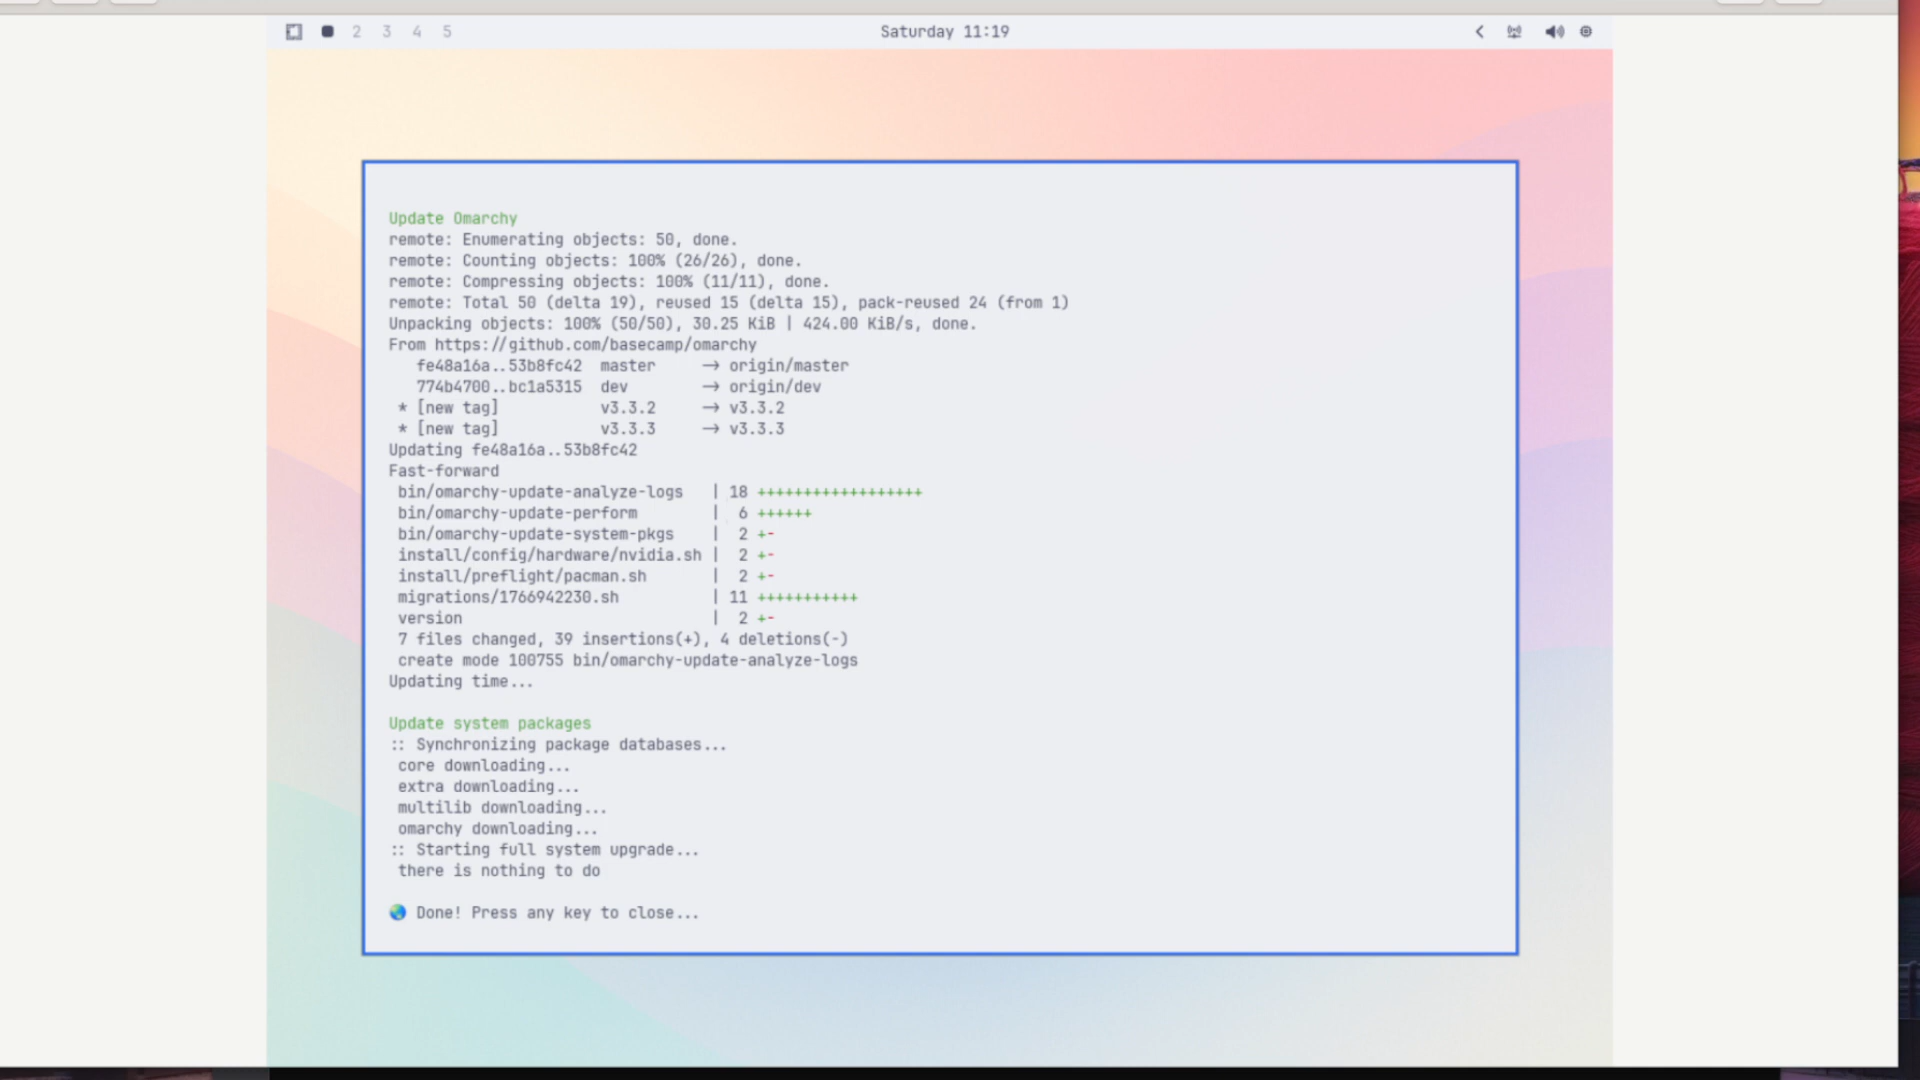 2 3 4 5
Saturday 11:19
Update Omarchy
remote: Enumerating objects: 50, done.
remote: Counting objects: 100% (26/26), done.
remote: Compressing objects: 100% (11/11), done.
remote: Total 50 (delta 19), reused 15 (delta 15), pack-reused 24 (from 1)
Unpacking objects: 100% (50/50), 30.25 KiB | 424.00 KiB/s, done.
From https://github.com/basecamp/omarchy
   fe48a16a..53b8fc42  master     -> origin/master
   774b4700..bc1a5315  dev        -> origin/dev
 * [new tag]           v3.3.2     -> v3.3.2
 * [new tag]           v3.3.3     -> v3.3.3
Updating fe48a16a..53b8fc42
Fast-forward
 bin/omarchy-update-analyze-logs   | 18 ++++++++++++++++++
 bin/omarchy-update-perform        |  6 ++++++
 bin/omarchy-update-system-pkgs    |  2 +-
 install/config/hardware/nvidia.sh |  2 +-
 install/preflight/pacman.sh       |  2 +-
 migrations/1766942230.sh          | 11 +++++++++++
 version                           |  2 +-
 7 files changed, 39 insertions(+), 4 deletions(-)
 create mode 100755 bin/omarchy-update-analyze-logs
Updating time...
Update system packages
:: Synchronizing package databases...
 core downloading...
 extra downloading...
 multilib downloading...
 omarchy downloading...
:: Starting full system upgrade...
 there is nothing to do
Done! Press any key to close...